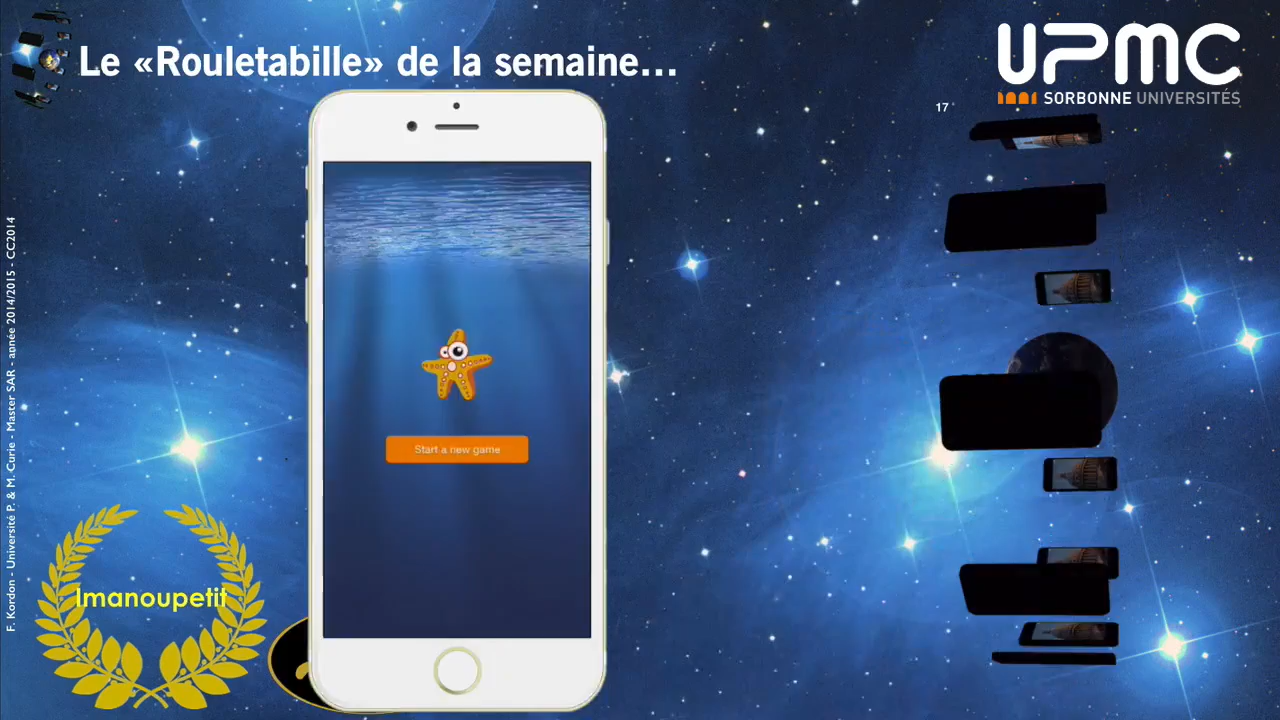 Le «Rouletabille» de la semaine...
UPMC
SORBONNE UNIVERSITÉS
17
F. Kordon - Université P. & M. Curie - Master SAR - année 2014/2015 - CC2014
Start a new game
Imanoupetit